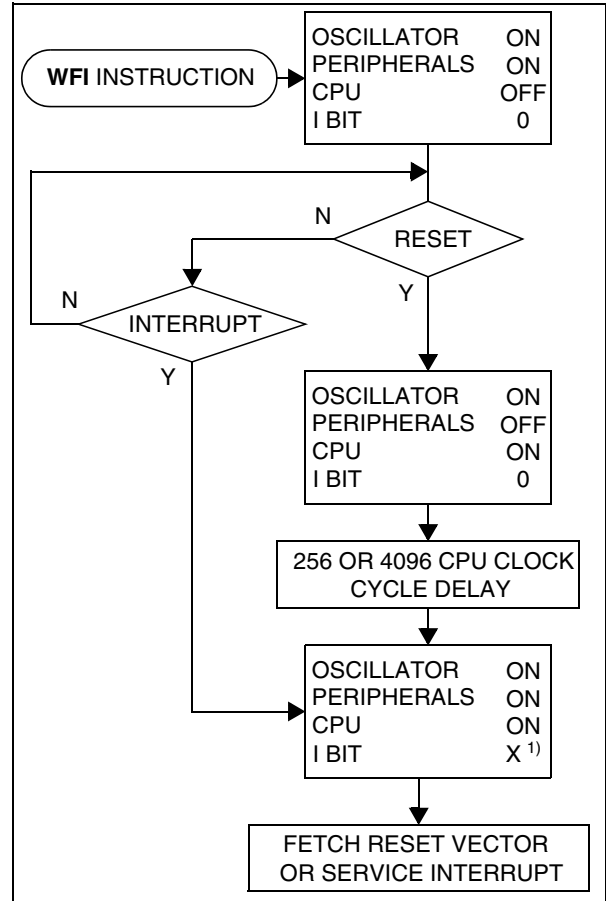 WFI INSTRUCTION
OSCILLATOR ON
PERIPHERALS ON
CPU OFF
I BIT 0
N
RESET
N
INTERRUPT
Y
Y
OSCILLATOR ON
PERIPHERALS OFF
CPU ON
I BIT 0
256 OR 4096 CPU CLOCK
CYCLE DELAY
OSCILLATOR ON
PERIPHERALS ON
CPU ON
I BIT X 1)
FETCH RESET VECTOR
OR SERVICE INTERRUPT